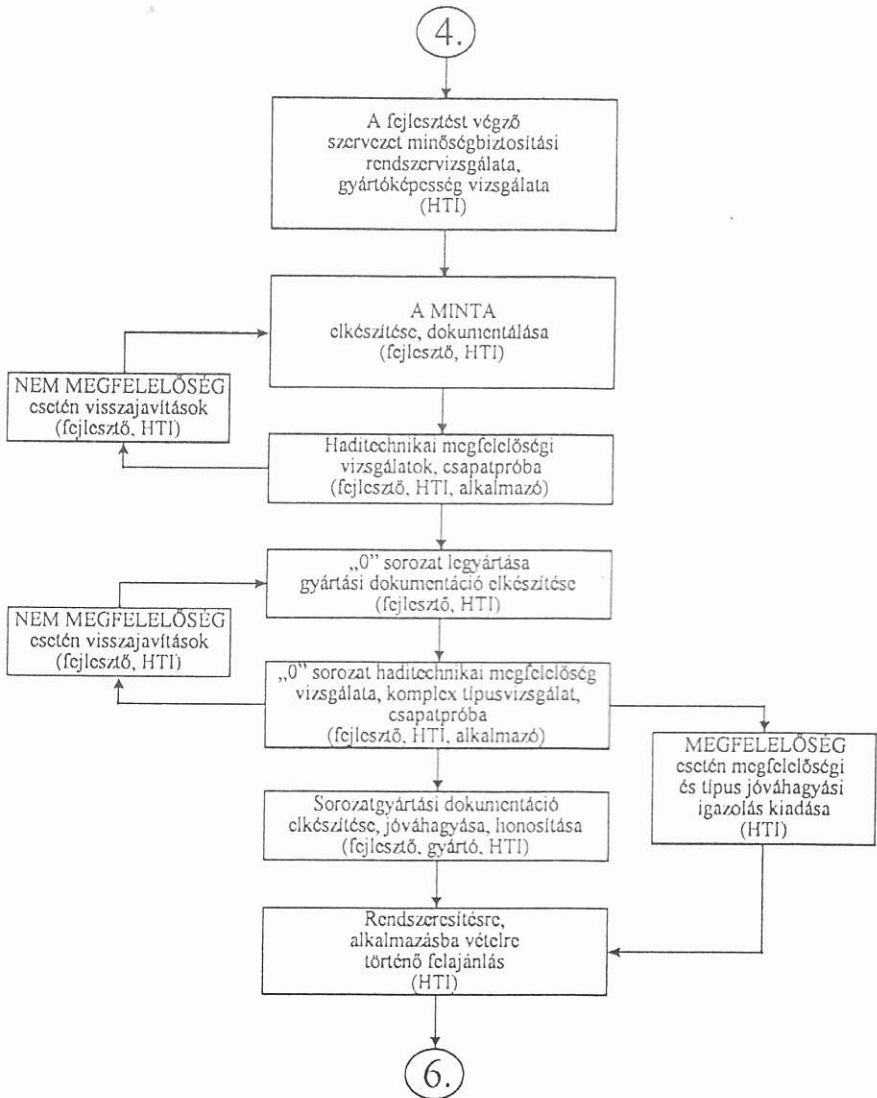 4.
A fejlesztést végző
szervezet minőségbiztosítási
rendszervizsgálata,
gyártóképesség vizsgálata
(HTI)
A MINTA
elkészítése, dokumentálása
(fejlesztő, HTI)
NEM MEGFELELŐSÉG
esetén visszajavítások
(fejlesztő, HTI)
Haditechnikai megfelelőségi
vizsgálatok, csapatpróba
(fejlesztő, HTI, alkalmazó)
„0” sorozat legyártása
gyártási dokumentáció elkészítése
(fejlesztő, HTI)
NEM MEGFELELŐSÉG
esetén visszajavítások
(fejlesztő, HTI)
„0” sorozat haditechnikai megfelelőség
vizsgálata, komplex típusvizsgálat,
csapatpróba
(fejlesztő, HTI, alkalmazó)
MEGFELELŐSÉG
esetén megfelelőségi
és típus jóváhagyási
igazolás kiadása
(HTI)
Sorozatgyártási dokumentáció
elkészítése, jóváhagyása, honosítása
(fejlesztő, gyártó, HTI)
Rendszeresítésre,
alkalmazásba vételre
történő felajánlás
(HTI)
6.